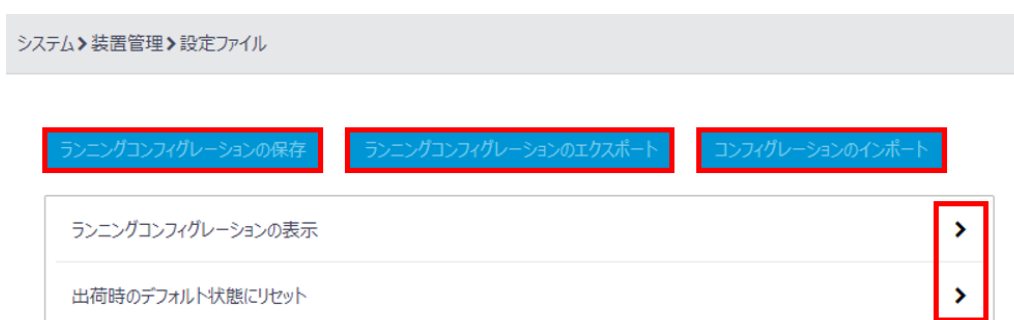 システム>装置管理>設定ファイル
ランニングコンフィグレーションの保存 ランニングコンフィグレーションのエクスポート コンフィグレーションのインポート
ランニングコンフィグレーションの表示
出荷時のデフォルト状態にリセット